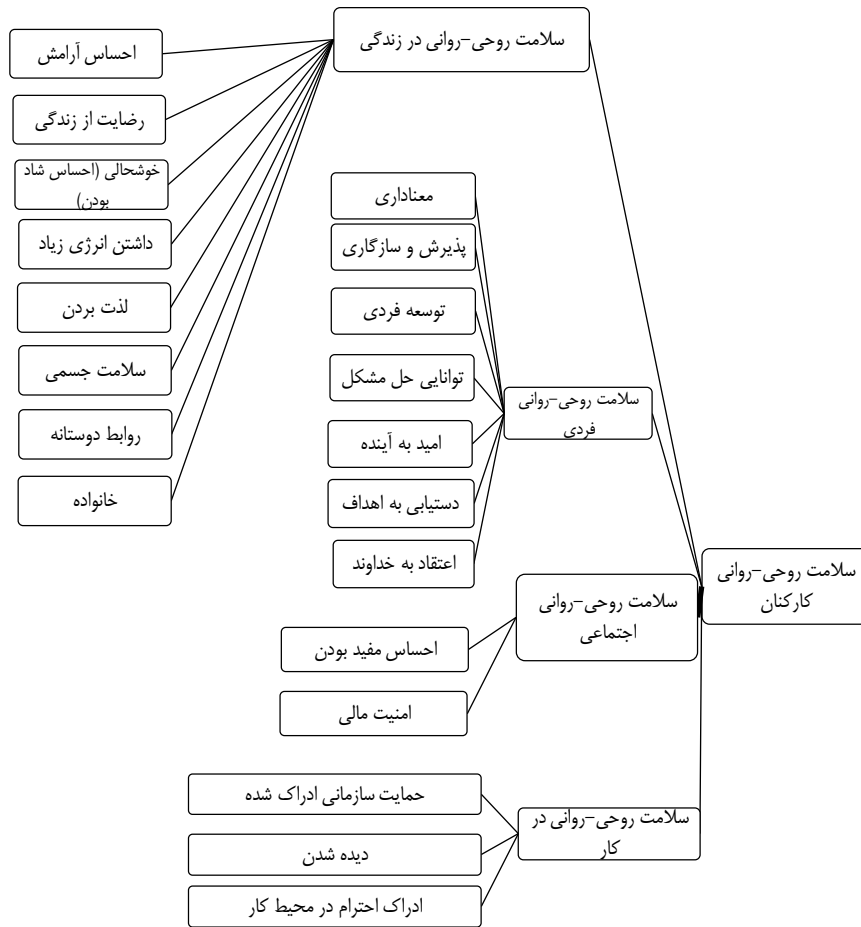 سلامت روحی-روانی در زندگی
احساس آرامش
رضایت از زندگی
خوشحالی (احساس شاد
بودن)
داشتن انرژی زیاد
لذت بردن
سلامت جسمی
روابط دوستانه
خانواده
معناداری
پذیرش و سازگاری
توسعه فردی
توانایی حل مشکل
امید به آینده
دستیابی به اهداف
اعتقاد به خداوند
سلامت روحی-روانی
فردی
سلامت روحی-روانی
کارکنان
سلامت روحی-روانی
اجتماعی
احساس مفید بودن
امنیت مالی
سلامت روحی-روانی در
کار
حمایت سازمانی ادراک شده
دیده شدن
ادراک احترام در محیط کار